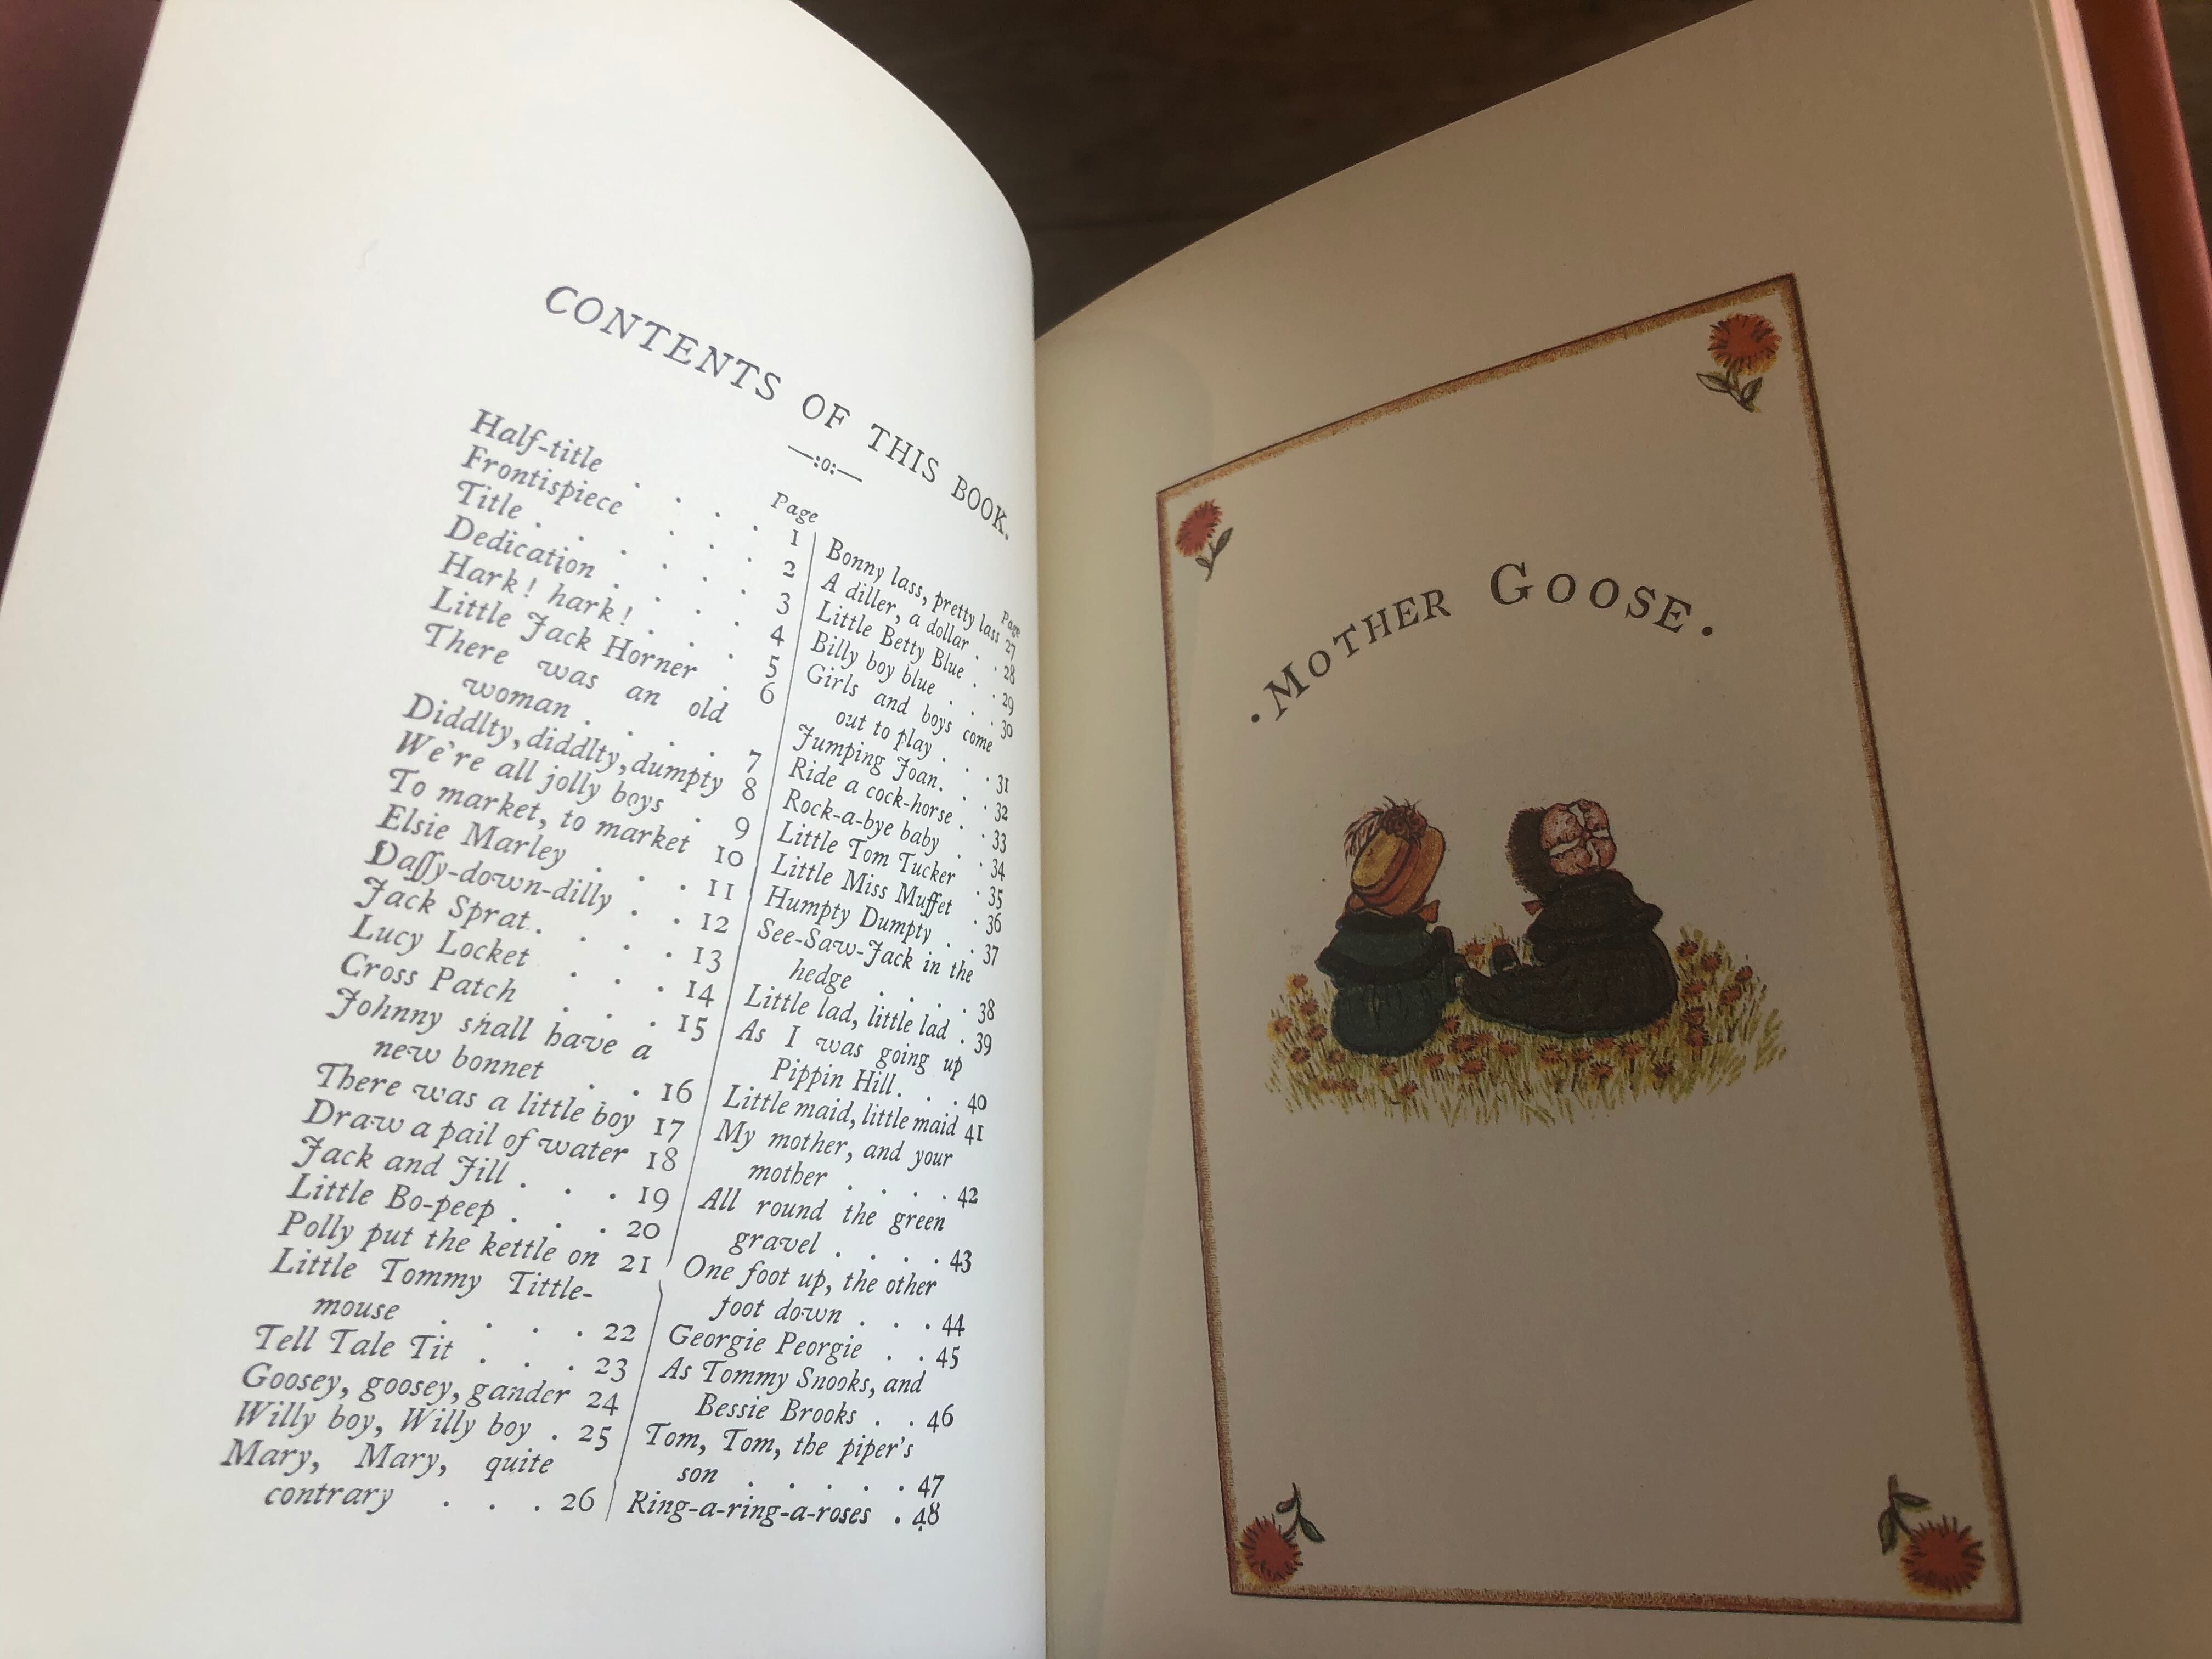 CONTENTS OF THIS BOOK.
—:o:—
Page
Half-title . . . . 1
Frontispiece . . . 2
Title . . . . . 3
Dedication . . . . 4
Hark! hark! . . . 5
Little Jack Horner . 6
There was an old
woman . . . . 7
Diddlty, diddlty, dumpty 8
We're all jolly boys . 9
To market, to market 10
Elsie Marley . . . 11
Daffy-down-dilly . . 12
Jack Sprat . . . . 13
Lucy Locket . . . 14
Cross Patch . . . 15
Johnny shall have a
new bonnet . . . 16
There was a little boy 17
Draw a pail of water 18
Jack and Jill . . . 19
Little Bo-peep . . . 20
Polly put the kettle on 21
Little Tommy Tittle-
mouse . . . . 22
Tell Tale Tit . . . 23
Goosey, goosey, gander 24
Willy boy, Willy boy . 25
Mary, Mary, quite
contrary . . . 26
Page
Bonny lass, pretty lass 27
A diller, a dollar . . 28
Little Betty Blue . . 29
Billy boy blue . . . 30
Girls and boys come
out to play . . . 31
Jumping Joan . . . 32
Ride a cock-horse . . 33
Rock-a-bye baby . . 34
Little Tom Tucker . 35
Little Miss Muffet . 36
Humpty Dumpty . . 37
See-Saw-Jack in the
hedge . . . . 38
Little lad, little lad . 39
As I was going up
Pippin Hill . . . 40
Little maid, little maid 41
My mother, and your
mother . . . . 42
All round the green
gravel . . . . 43
One foot up, the other
foot down . . . 44
Georgie Peorgie . . 45
As Tommy Snooks, and
Bessie Brooks . . 46
Tom, Tom, the piper's
son . . . . . 47
Ring-a-ring-a-roses . 48
·MOTHER GOOSE·